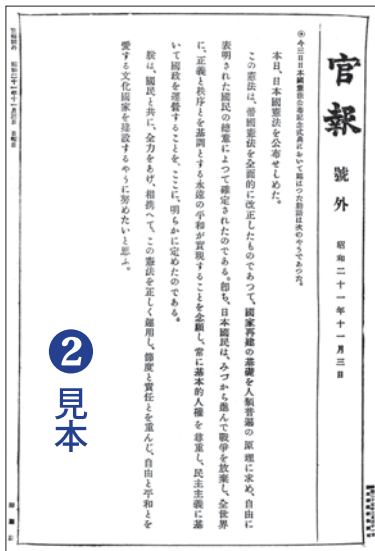 官報 號外 昭和二十一年十一月三日
◎今三日日本國憲法公布記念式典において賜はつた勅語は次のやうであつた。
本日、日本國憲法を公布せしめた。
この憲法は、帝國憲法を全面的に改正したものであつて、國家再建の基礎を人類普遍の原理に求め、自由に
表明された國民の總意によつて確定されたのである。卽ち、日本國民は、みづから進んで戰爭を放棄し、全世界
に、正義と秩序とを基調とする永遠の平和が實現することを念願し、常に基本的人權を尊重し、民主主義に基
いて國政を運營することを、ここに、明らかに定めたのである。
朕は、國民と共に、全力をあげ、相携へて、この憲法を正しく運用し、節度と責任とを重んじ、自由と平和とを
愛する文化國家を建設するやうに努めたいと思ふ。
❷見本